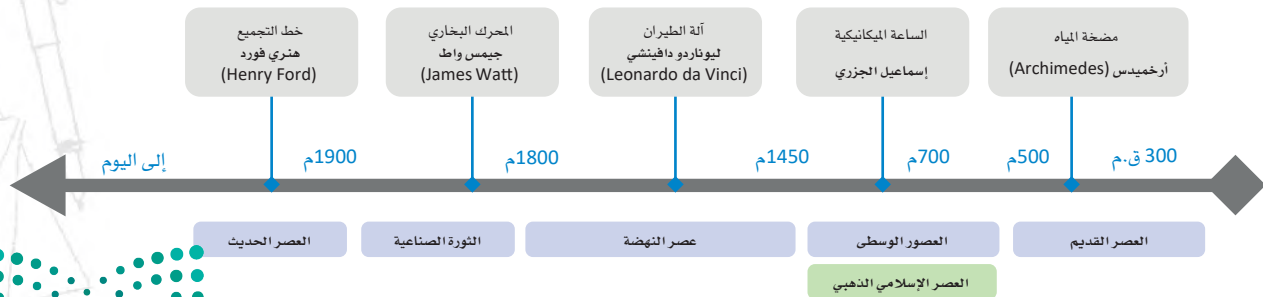 مضخة المياه
أرخميدس (Archimedes)
الساعة الميكانيكية
إسماعيل الجزري
آلة الطيران
ليوناردو دافينشي
(Leonardo da Vinci)
المحرك البخاري
جيمس واط
(James Watt)
خط التجميع
هنري فورد
(Henry Ford)
300 ق.م
500م
700م
1450م
1800م
1900م
إلى اليوم
العصر القديم
العصور الوسطى
عصر النهضة
الثورة الصناعية
العصر الحديث
العصر الإسلامي الذهبي